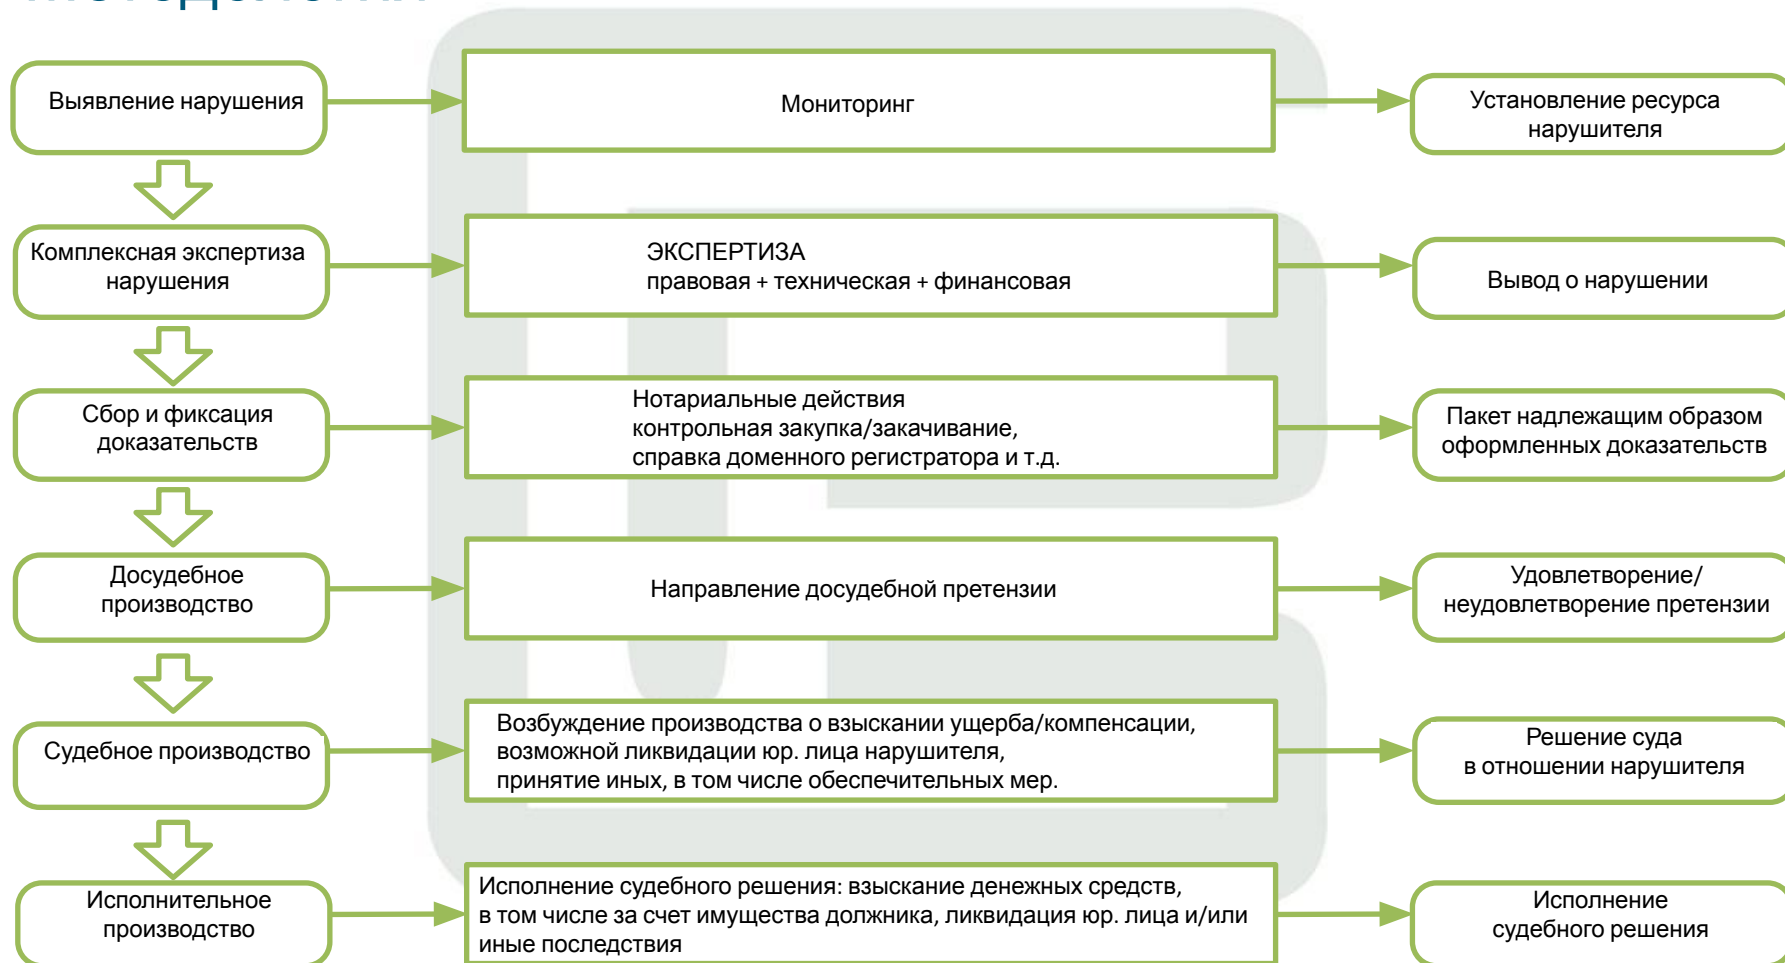 Выявление нарушения
Мониторинг
Установление ресурса
нарушителя
Комплексная экспертиза
нарушения
ЭКСПЕРТИЗА
правовая + техническая + финансовая
Вывод о нарушении
Сбор и фиксация
доказательств
Нотариальные действия
контрольная закупка/закачивание,
справка доменного регистратора и т.д.
Пакет надлежащим образом
оформленных доказательств
Досудебное
производство
Направление досудебной претензии
Удовлетворение/
неудовлетворение претензии
Судебное производство
Возбуждение производства о взыскании ущерба/компенсации,
возможной ликвидации юр. лица нарушителя,
принятие иных, в том числе обеспечительных мер.
Решение суда
в отношении нарушителя
Исполнительное
производство
Исполнение судебного решения: взыскание денежных средств,
в том числе за счет имущества должника, ликвидация юр. лица и/или
иные последствия
Исполнение
судебного решения